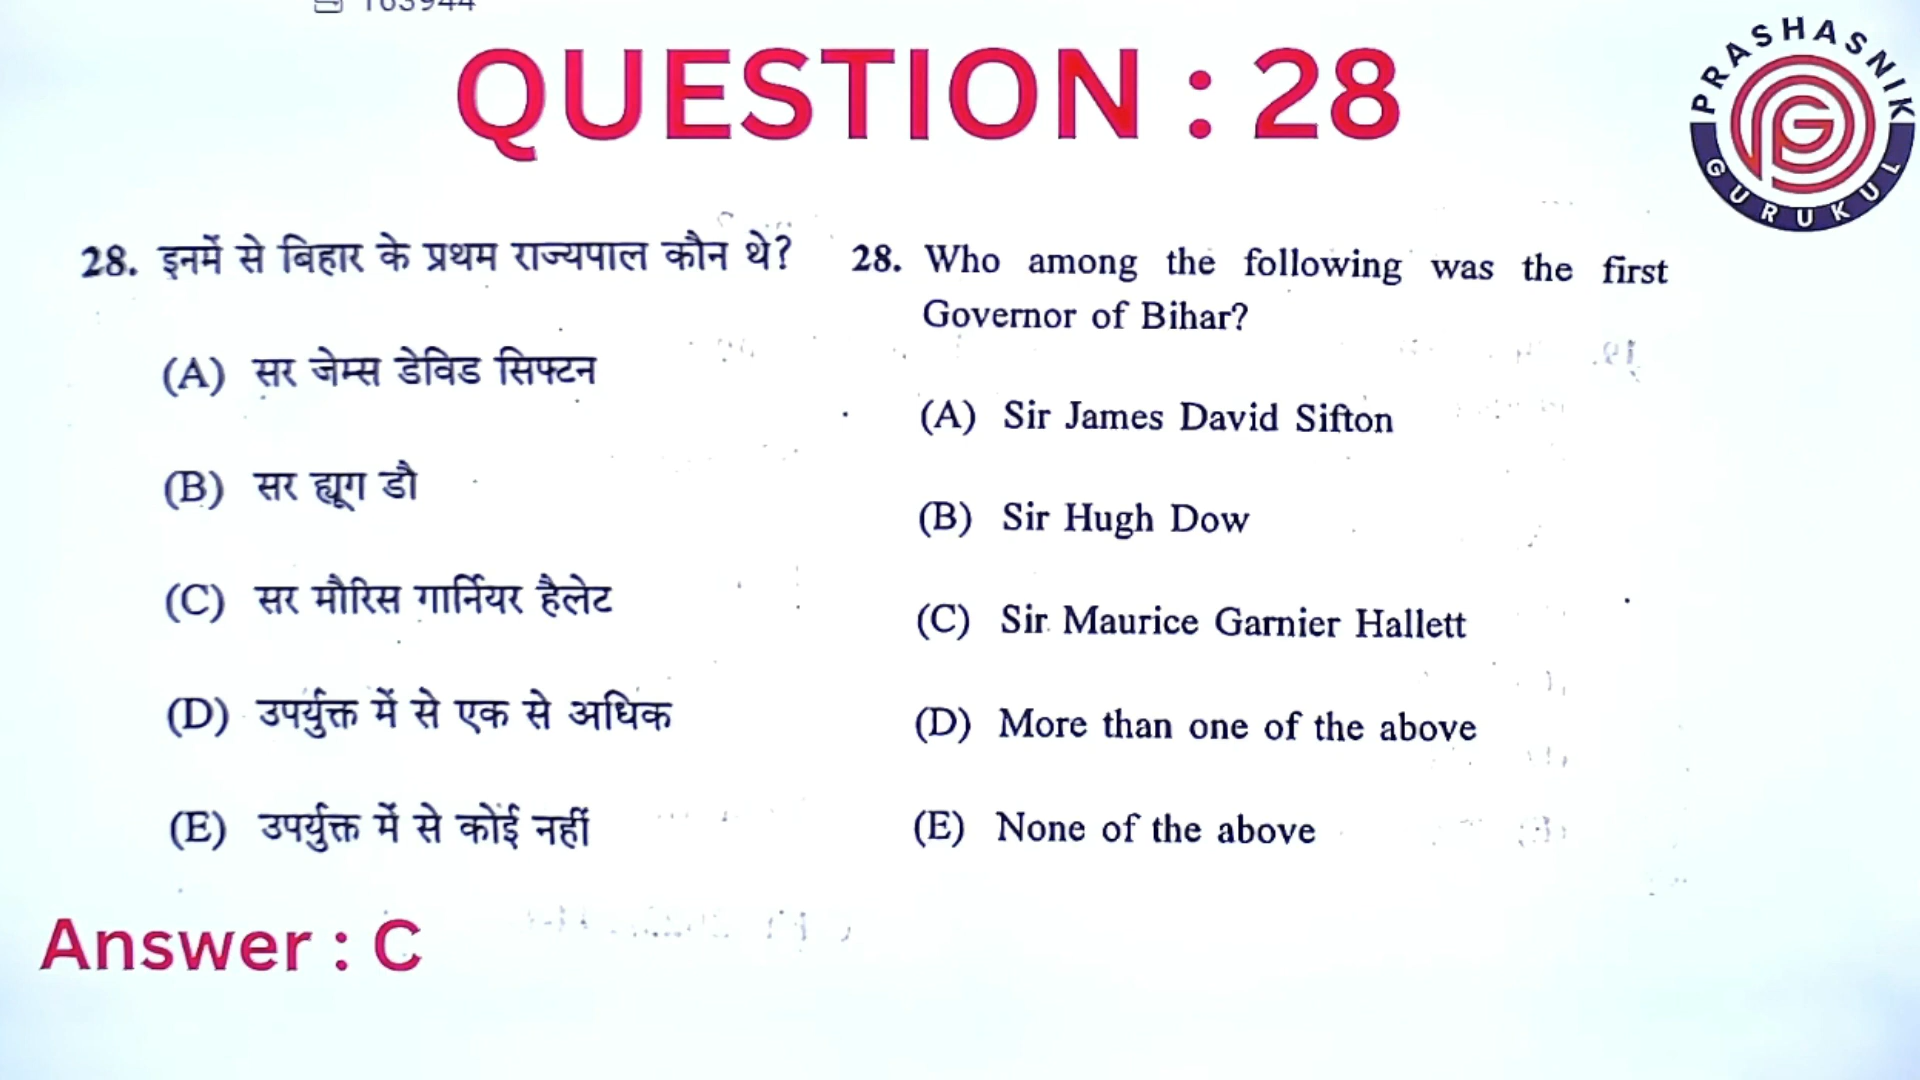 QUESTION : 28
PRASHASNIK
GURUKUL
28. इनमें से बिहार के प्रथम राज्यपाल कौन थे?
(A) सर जेम्स डेविड सिफ्टन
(B) सर ह्यूग डौ
(C) सर मौरिस गार्नियर हैलेट
(D) उपर्युक्त में से एक से अधिक
(E) उपर्युक्त में से कोई नहीं
28. Who among the following was the first
Governor of Bihar?
(A) Sir James David Sifton
(B) Sir Hugh Dow
(C) Sir Maurice Garnier Hallett
(D) More than one of the above
(E) None of the above
Answer : C